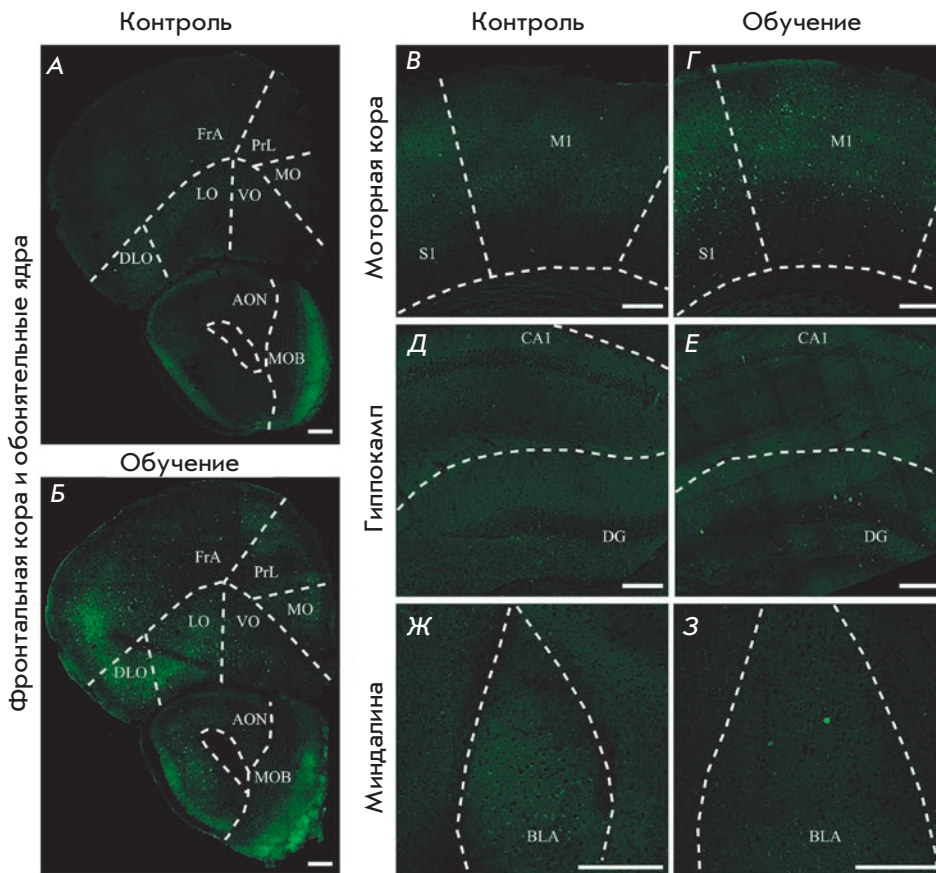 Контроль
Контроль
Обучение
Фронтальная кора и обонятельные ядра
А
FrA
PrL
MO
LO
VO
DLO
AON
MOB
Обучение
Б
FrA
PrL
MO
LO
VO
DLO
AON
MOB
Моторная кора
В
M1
S1
Г
M1
S1
Гиппокамп
Д
CA1
DG
Е
CA1
DG
Миндалина
Ж
BLA
З
BLA